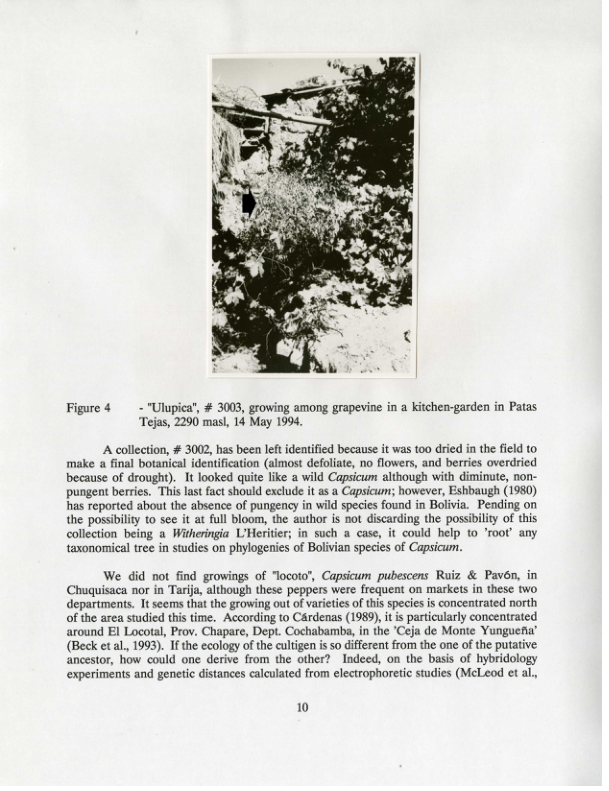 Figure 4 - "Ulupica", # 3003, growing among grapevine in a kitchen-garden in Patas
Tejas, 2290 masl, 14 May 1994.
A collection, # 3002, has been left identified because it was too dried in the field to
make a final botanical identification (almost defoliate, no flowers, and berries overdried
because of drought). It looked quite like a wild Capsicum although with diminute, non-
pungent berries. This last fact should exclude it as a Capsicum; however, Eshbaugh (1980)
has reported about the absence of pungency in wild species found in Bolivia. Pending on
the possibility to see it at full bloom, the author is not discarding the possibility of this
collection being a Witheringia L'Heritier; in such a case, it could help to 'root' any
taxonomical tree in studies on phylogenies of Bolivian species of Capsicum.
We did not find growings of "locoto", Capsicum pubescens Ruiz & Pavón, in
Chuquisaca nor in Tarija, although these peppers were frequent on markets in these two
departments. It seems that the growing out of varieties of this species is concentrated north
of the area studied this time. According to Cárdenas (1989), it is particularly concentrated
around El Locotal, Prov. Chapare, Dept. Cochabamba, in the 'Ceja de Monte Yungueña'
(Beck et al., 1993). If the ecology of the cultigen is so different from the one of the putative
ancestor, how could one derive from the other? Indeed, on the basis of hybridology
experiments and genetic distances calculated from electrophoretic studies (McLeod et al.,
10